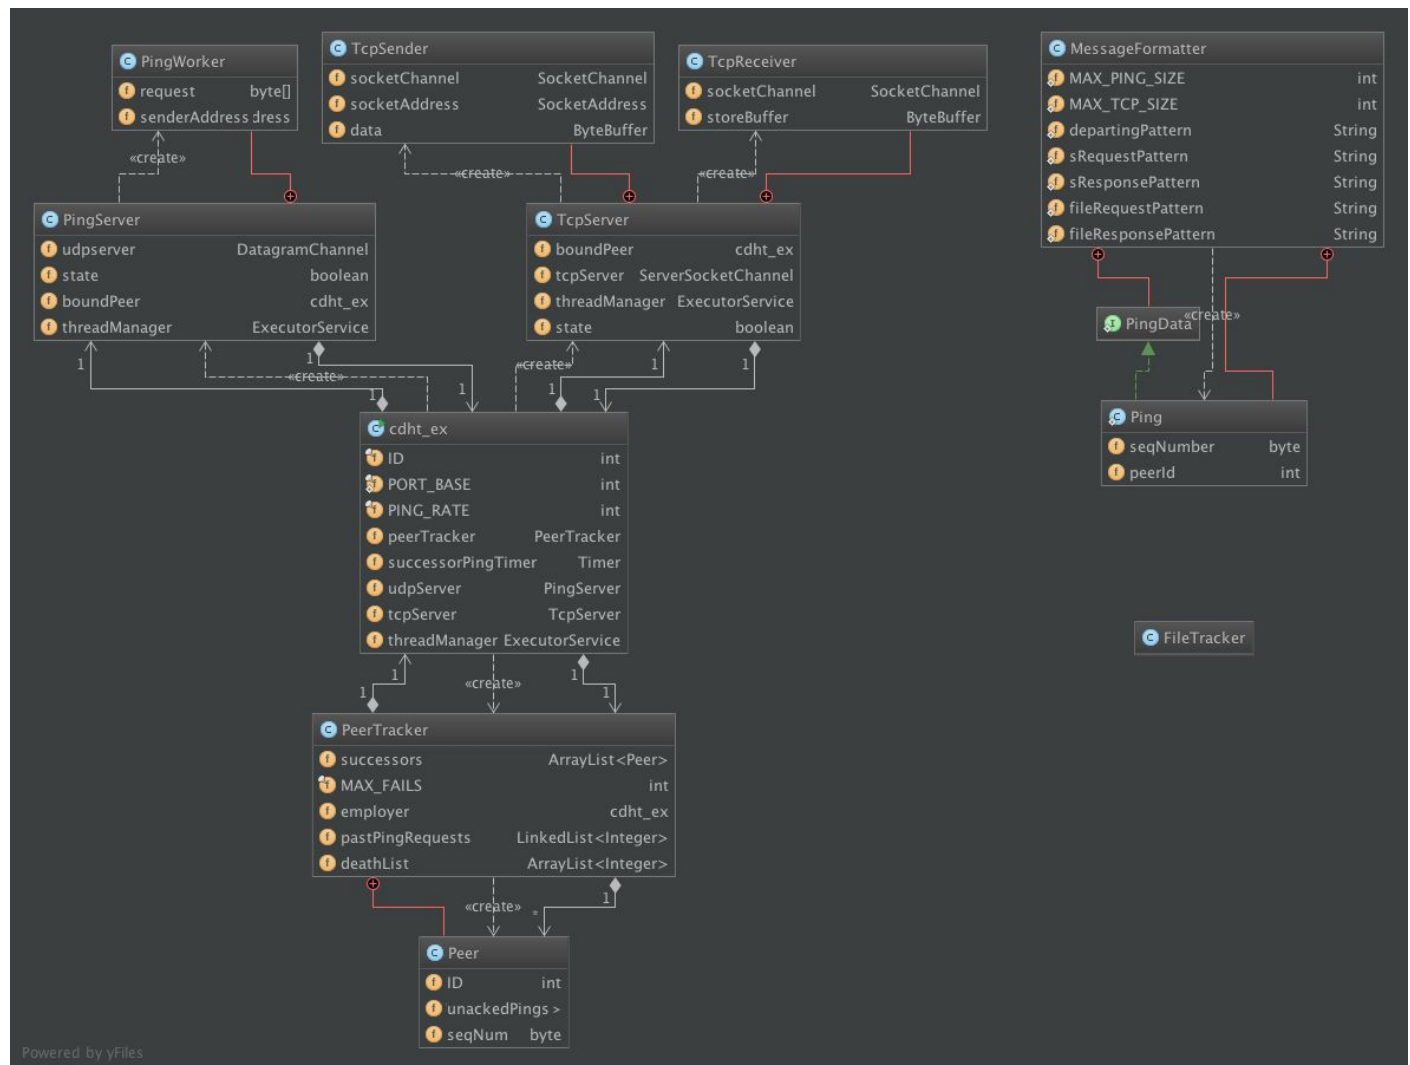 PingWorker
request byte[]
senderAddress dress
TcpSender
socketChannel SocketChannel
socketAddress SocketAddress
data ByteBuffer
TcpReceiver
socketChannel SocketChannel
storeBuffer ByteBuffer
MessageFormatter
MAX_PING_SIZE int
MAX_TCP_SIZE int
departingPattern String
sRequestPattern String
sResponsePattern String
fileRequestPattern String
fileResponsePattern String
«create»
«create»
«create»
PingServer
udpserver DatagramChannel
state boolean
boundPeer cdht_ex
threadManager ExecutorService
TcpServer
boundPeer cdht_ex
tcpServer ServerSocketChannel
threadManager ExecutorService
state boolean
PingData
«create»
1 1 «create» 1 1
«create» 1 1 1 1
cdht_ex
ID int
PORT_BASE int
PING_RATE int
peerTracker PeerTracker
successorPingTimer Timer
udpServer PingServer
tcpServer TcpServer
threadManager ExecutorService
Ping
seqNumber byte
peerId int
FileTracker
1 1 «create» 1 1
PeerTracker
successors ArrayList<Peer>
MAX_FAILS int
employer cdht_ex
pastPingRequests LinkedList<Integer>
deathList ArrayList<Integer>
«create» * 1
Peer
ID int
unackedPings >
seqNum byte
Powered by yFiles